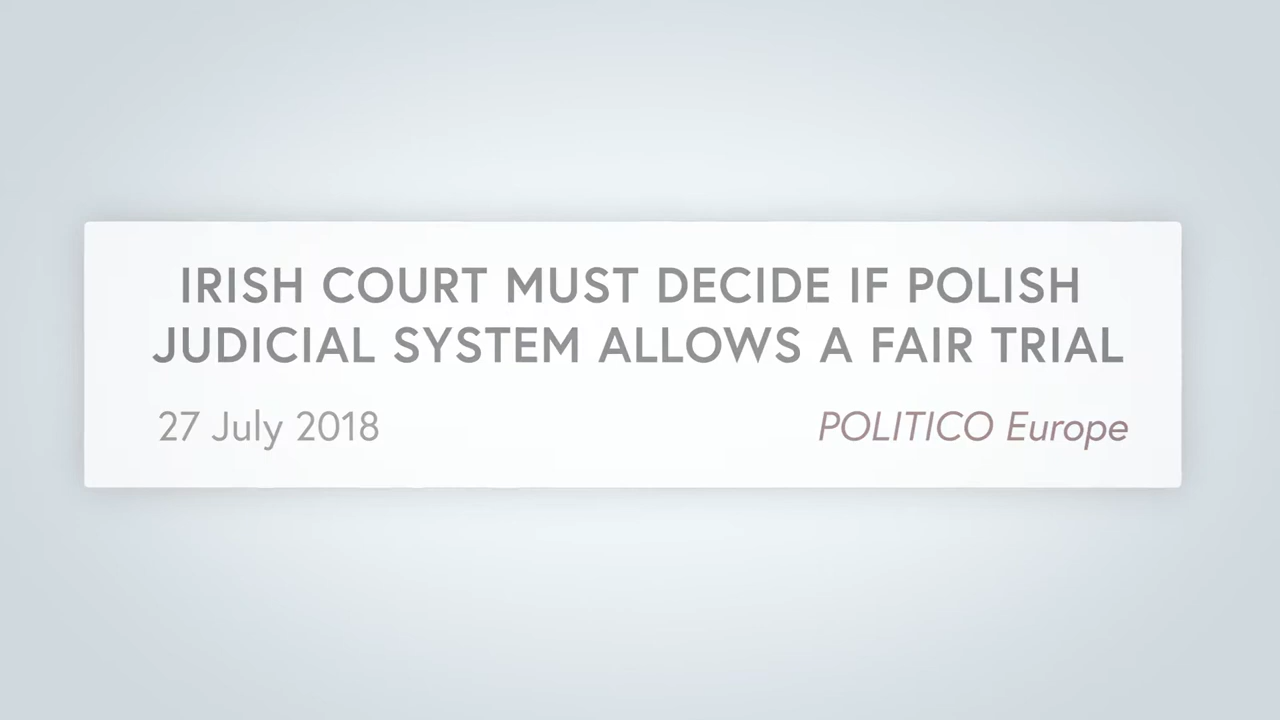 IRISH COURT MUST DECIDE IF POLISH
JUDICIAL SYSTEM ALLOWS A FAIR TRIAL
27 July 2018
POLITICO Europe